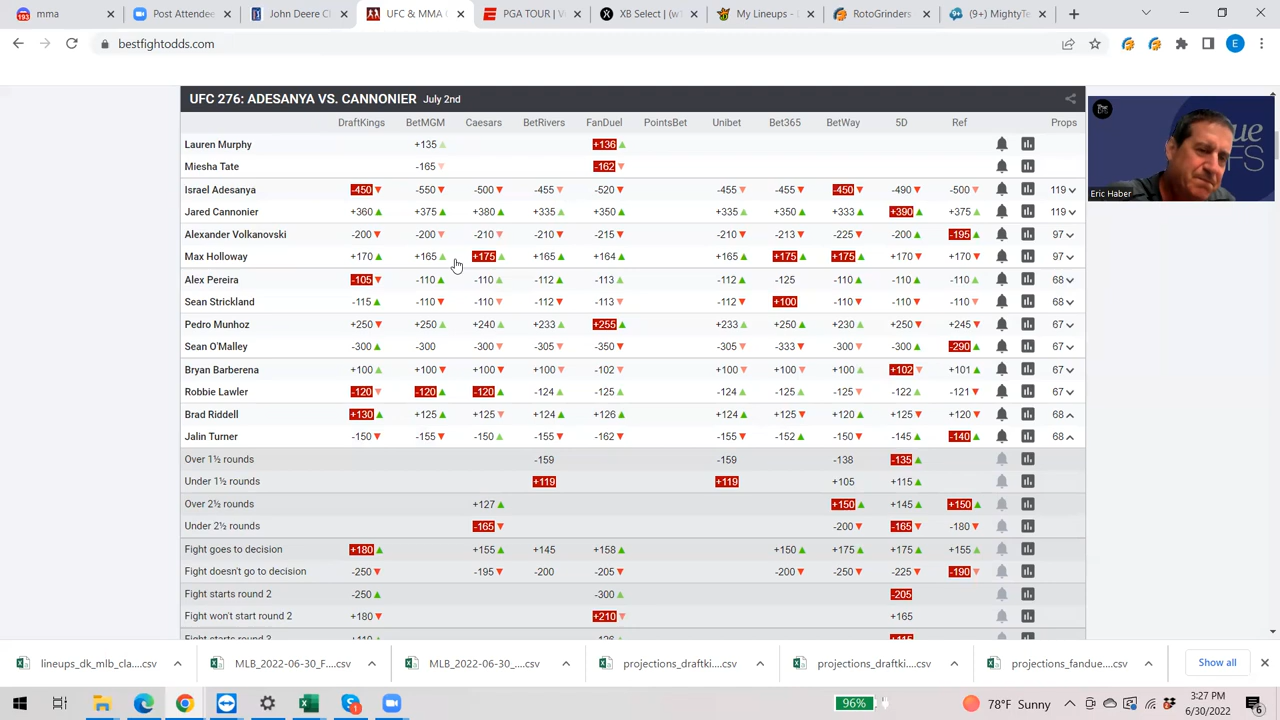 mma
Post Attende
John Deere Cl
UFC & MMA C
PGA TOUR | V
XB Select | (w1
My Lineups - D
RotoGrinders
(9+) MighyTe
bestfightodds.com
E
UFC 276: ADESANYA VS. CANNONIER July 2nd
DraftKings BetMGM Caesars BetRivers FanDuel PointsBet Unibet Bet365 BetWay 5D Ref Props
Lauren Murphy +135 +136
Miesha Tate -165 -162
Israel Adesanya -450 -550 -500 -455 -520 -455 -455 -450 -490 -500 119
Jared Cannonier +360 +375 +380 +335 +350 +335 +350 +333 +390 +375 119
Alexander Volkanovski -200 -200 -210 -210 -215 -210 -213 -225 -200 -195 97
Max Holloway +170 +165 +175 +165 +164 +165 +175 +175 +170 +170 97
Alex Pereira -105 -110 -110 -112 -113 -112 -125 -110 -110 -110 68
Sean Strickland -115 -110 -110 -112 -113 -112 +100 -110 -110 -110 68
Pedro Munhoz +250 +250 +240 +233 +255 +233 +250 +230 +250 +245 67
Sean O'Malley -300 -300 -300 -305 -350 -305 -333 -300 -300 -290 67
Bryan Barberena +100 +100 +100 +100 -102 +100 +100 +100 +102 +101 67
Robbie Lawler -120 -120 -120 -124 -125 -124 -125 -125 -122 -121 67
Brad Riddell +130 +125 +125 +124 +126 +124 +125 +120 +125 +120 68
Jalin Turner -150 -155 -150 -155 -162 -155 -152 -150 -145 -140 68
Over 1½ rounds -159 -159 -138 -135
Under 1½ rounds +119 +119 +105 +115
Over 2½ rounds +127 +150 +145 +150
Under 2½ rounds -165 -200 -165 -180
Fight goes to decision +180 +155 +145 +158 +150 +175 +175 +155
Fight doesn't go to decision -250 -195 -200 -205 -200 -250 -225 -190
Fight starts round 2 -250 -300 -205
Fight won't start round 2 +180 +210 +165
Fight starts round 3 +110 -126 +115
Eric Haber
lineups_dk_mlb_cla....csv
MLB_2022-06-30_F....csv
MLB_2022-06-30_....csv
projections_draftki....csv
projections_draftki....csv
projections_fandue....csv
Show all
96%
78°F Sunny
3:27 PM
6/30/2022
6